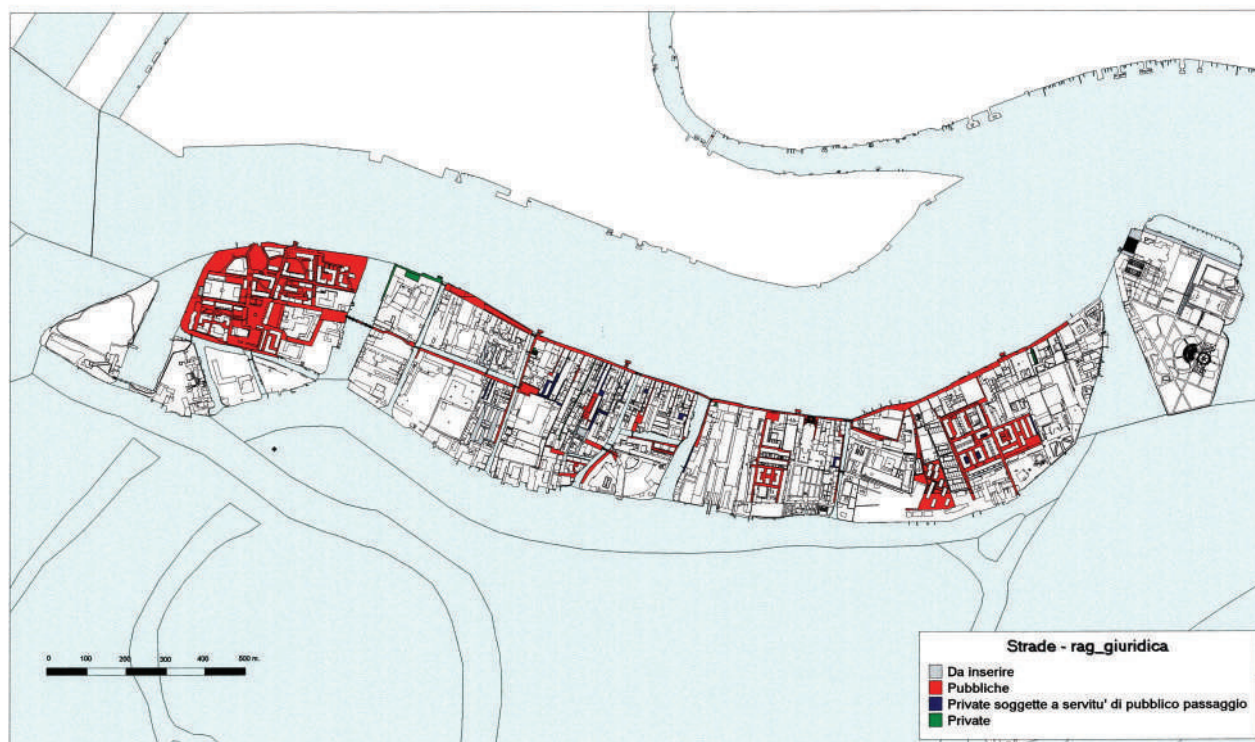 0 100 200 300 400 500 m.
Strade - rag_giuridica
Da inserire
Pubbliche
Private soggette a servitu' di pubblico passaggio
Private